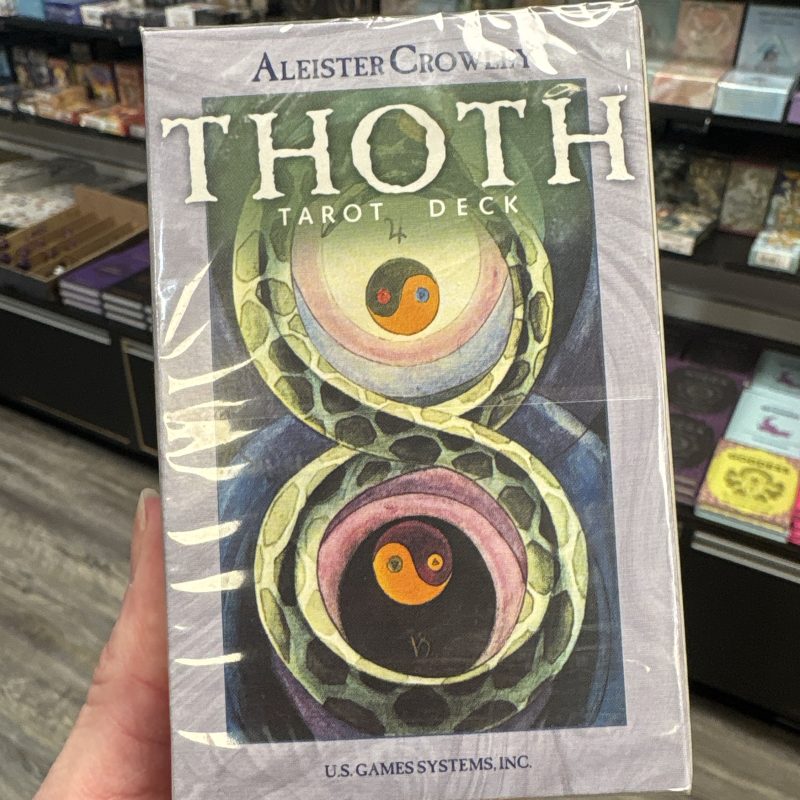 ALEISTER CROWLEY
THOTH
TAROT DECK
U.S. GAMES SYSTEMS, INC.